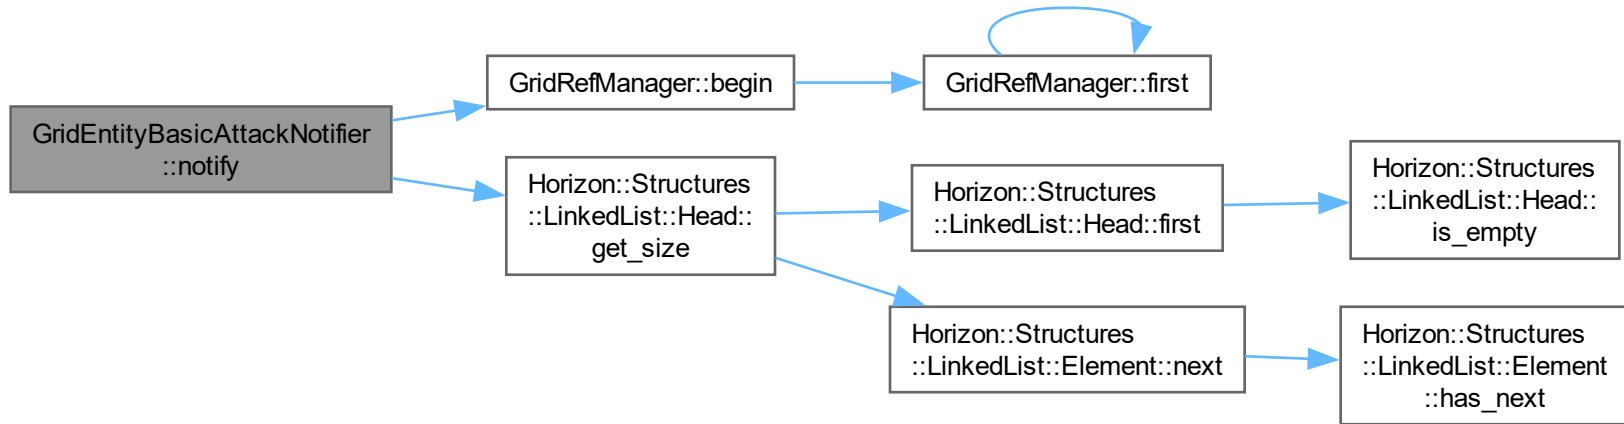 GridEntityBasicAttackNotifier
::notify
GridRefManager::begin
GridRefManager::first
Horizon::Structures
::LinkedList::Head::
get_size
Horizon::Structures
::LinkedList::Head::first
Horizon::Structures
::LinkedList::Head::
is_empty
Horizon::Structures
::LinkedList::Element::next
Horizon::Structures
::LinkedList::Element
::has_next